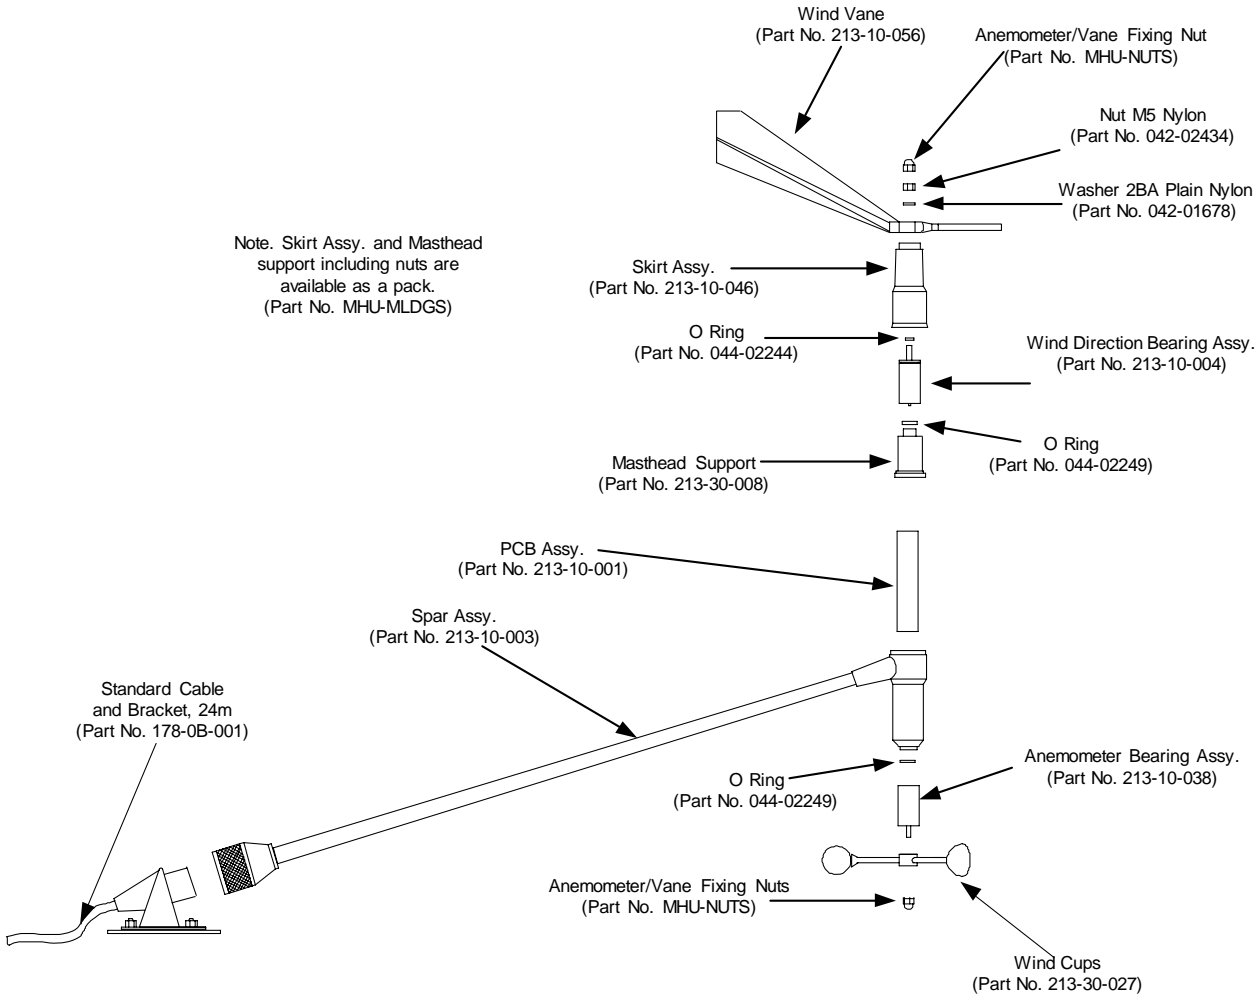 Wind Vane
(Part No. 213-10-056)
Anemometer/Vane Fixing Nut
(Part No. MHU-NUTS)
Nut M5 Nylon
(Part No. 042-02434)
Washer 2BA Plain Nylon
(Part No. 042-01678)
Note. Skirt Assy. and Masthead
support including nuts are
available as a pack.
(Part No. MHU-MLDGS)
Skirt Assy.
(Part No. 213-10-046)
O Ring
(Part No. 044-02244)
Wind Direction Bearing Assy.
(Part No. 213-10-004)
O Ring
(Part No. 044-02249)
Masthead Support
(Part No. 213-30-008)
PCB Assy.
(Part No. 213-10-001)
Spar Assy.
(Part No. 213-10-003)
Standard Cable
and Bracket, 24m
(Part No. 178-0B-001)
Anemometer Bearing Assy.
(Part No. 213-10-038)
O Ring
(Part No. 044-02249)
Anemometer/Vane Fixing Nuts
(Part No. MHU-NUTS)
Wind Cups
(Part No. 213-30-027)